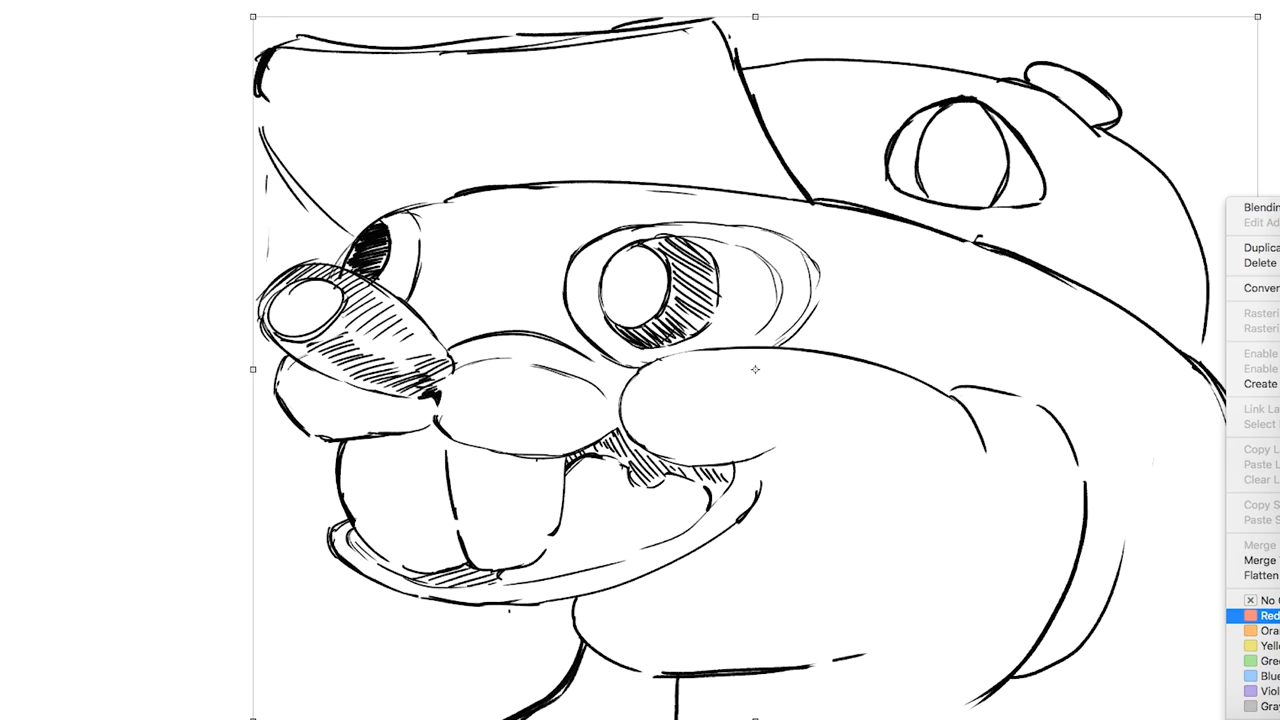 Blendin
Edit Ad
Duplica
Delete
Conver
Rasteri
Rasteri
Enable
Enable
Create
Link La
Select
Copy L
Paste L
Clear L
Copy S
Paste S
Merge
Merge
Flatten
No
Red
Ora
Yell
Gre
Blue
Viol
Gra